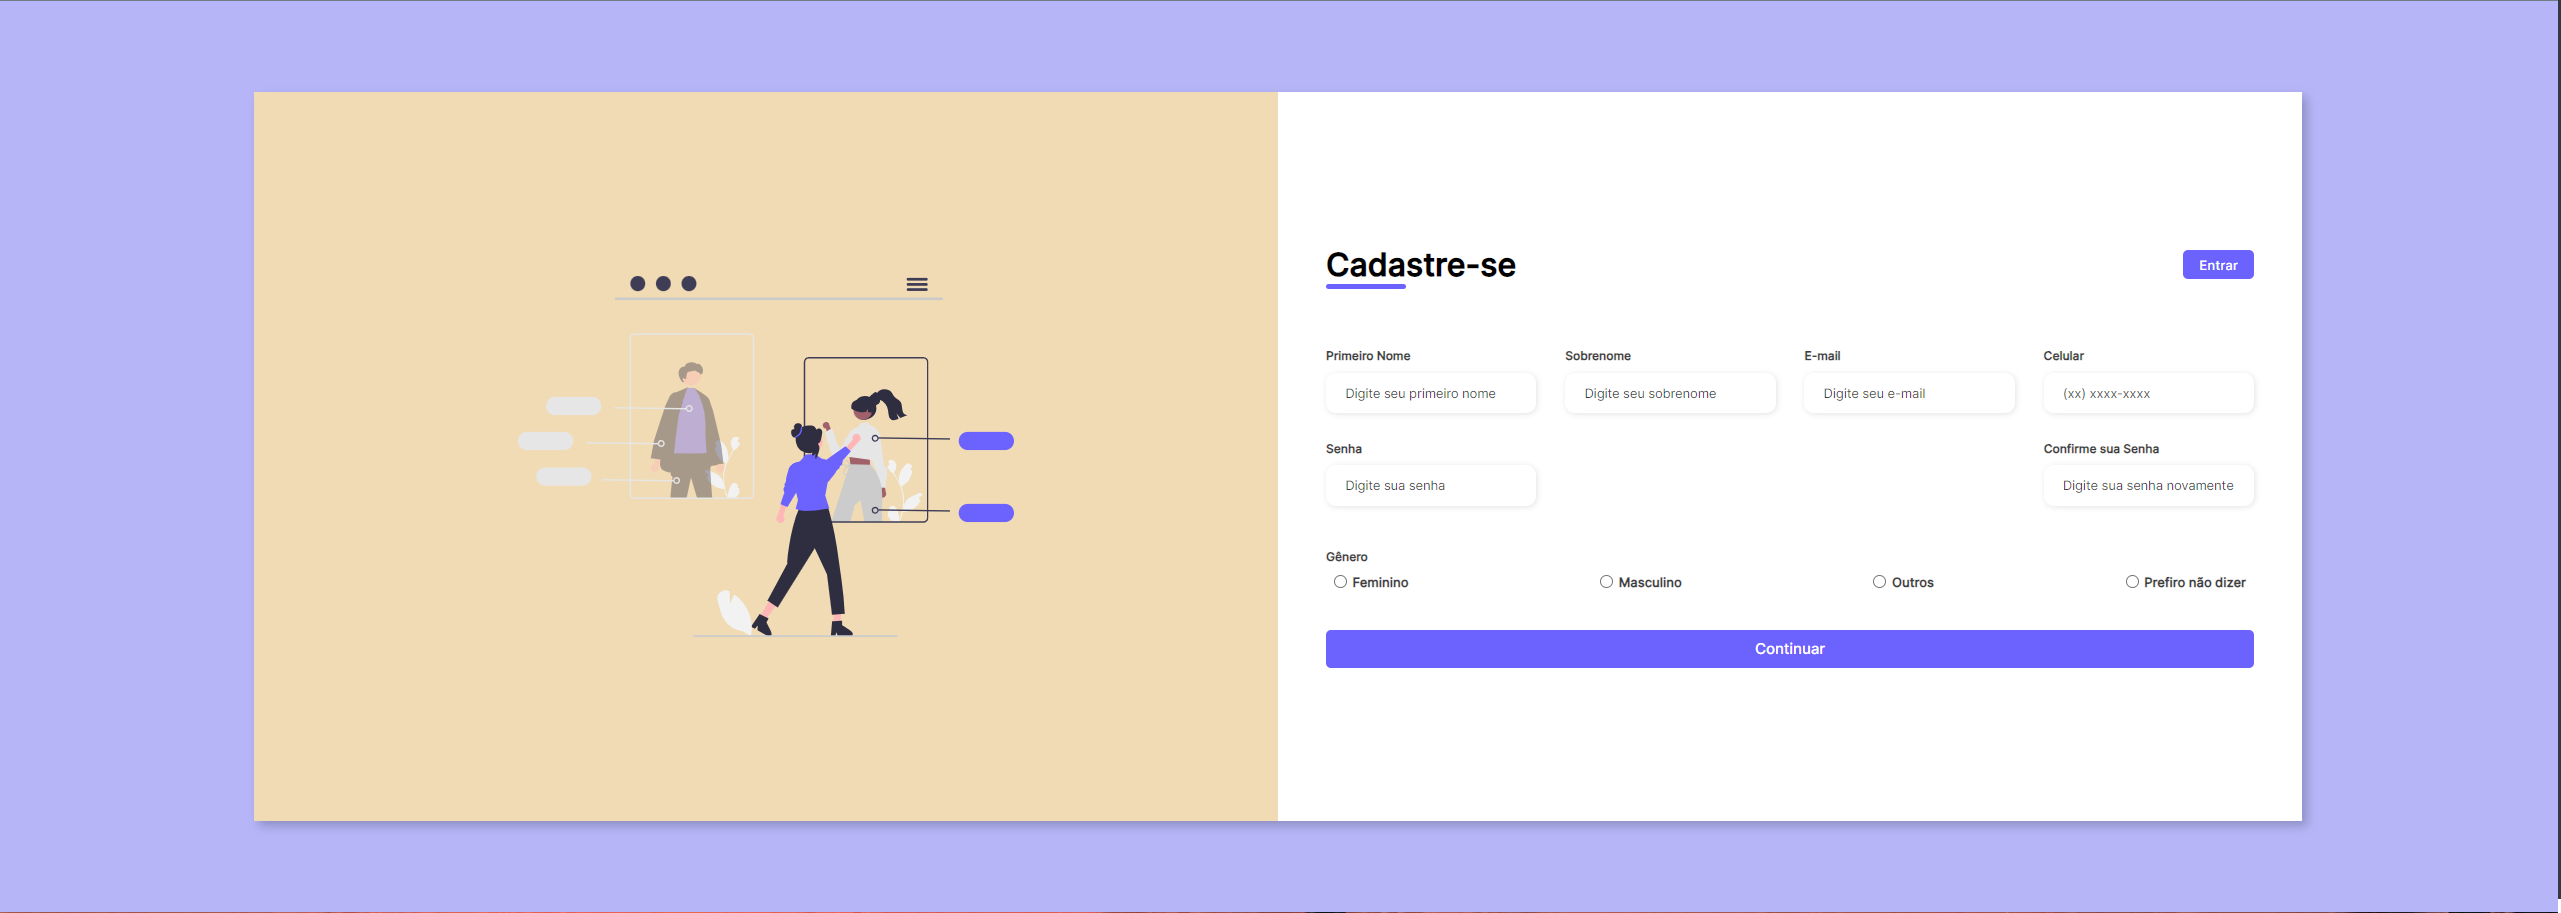 Cadastre-se
Entrar
Primeiro Nome
Sobrenome
E-mail
Celular
Digite seu primeiro nome
Digite seu sobrenome
Digite seu e-mail
(xx) xxxx-xxxx
Senha
Confirme sua Senha
Digite sua senha
Digite sua senha novamente
Gênero
Feminino
Masculino
Outros
Prefiro não dizer
Continuar